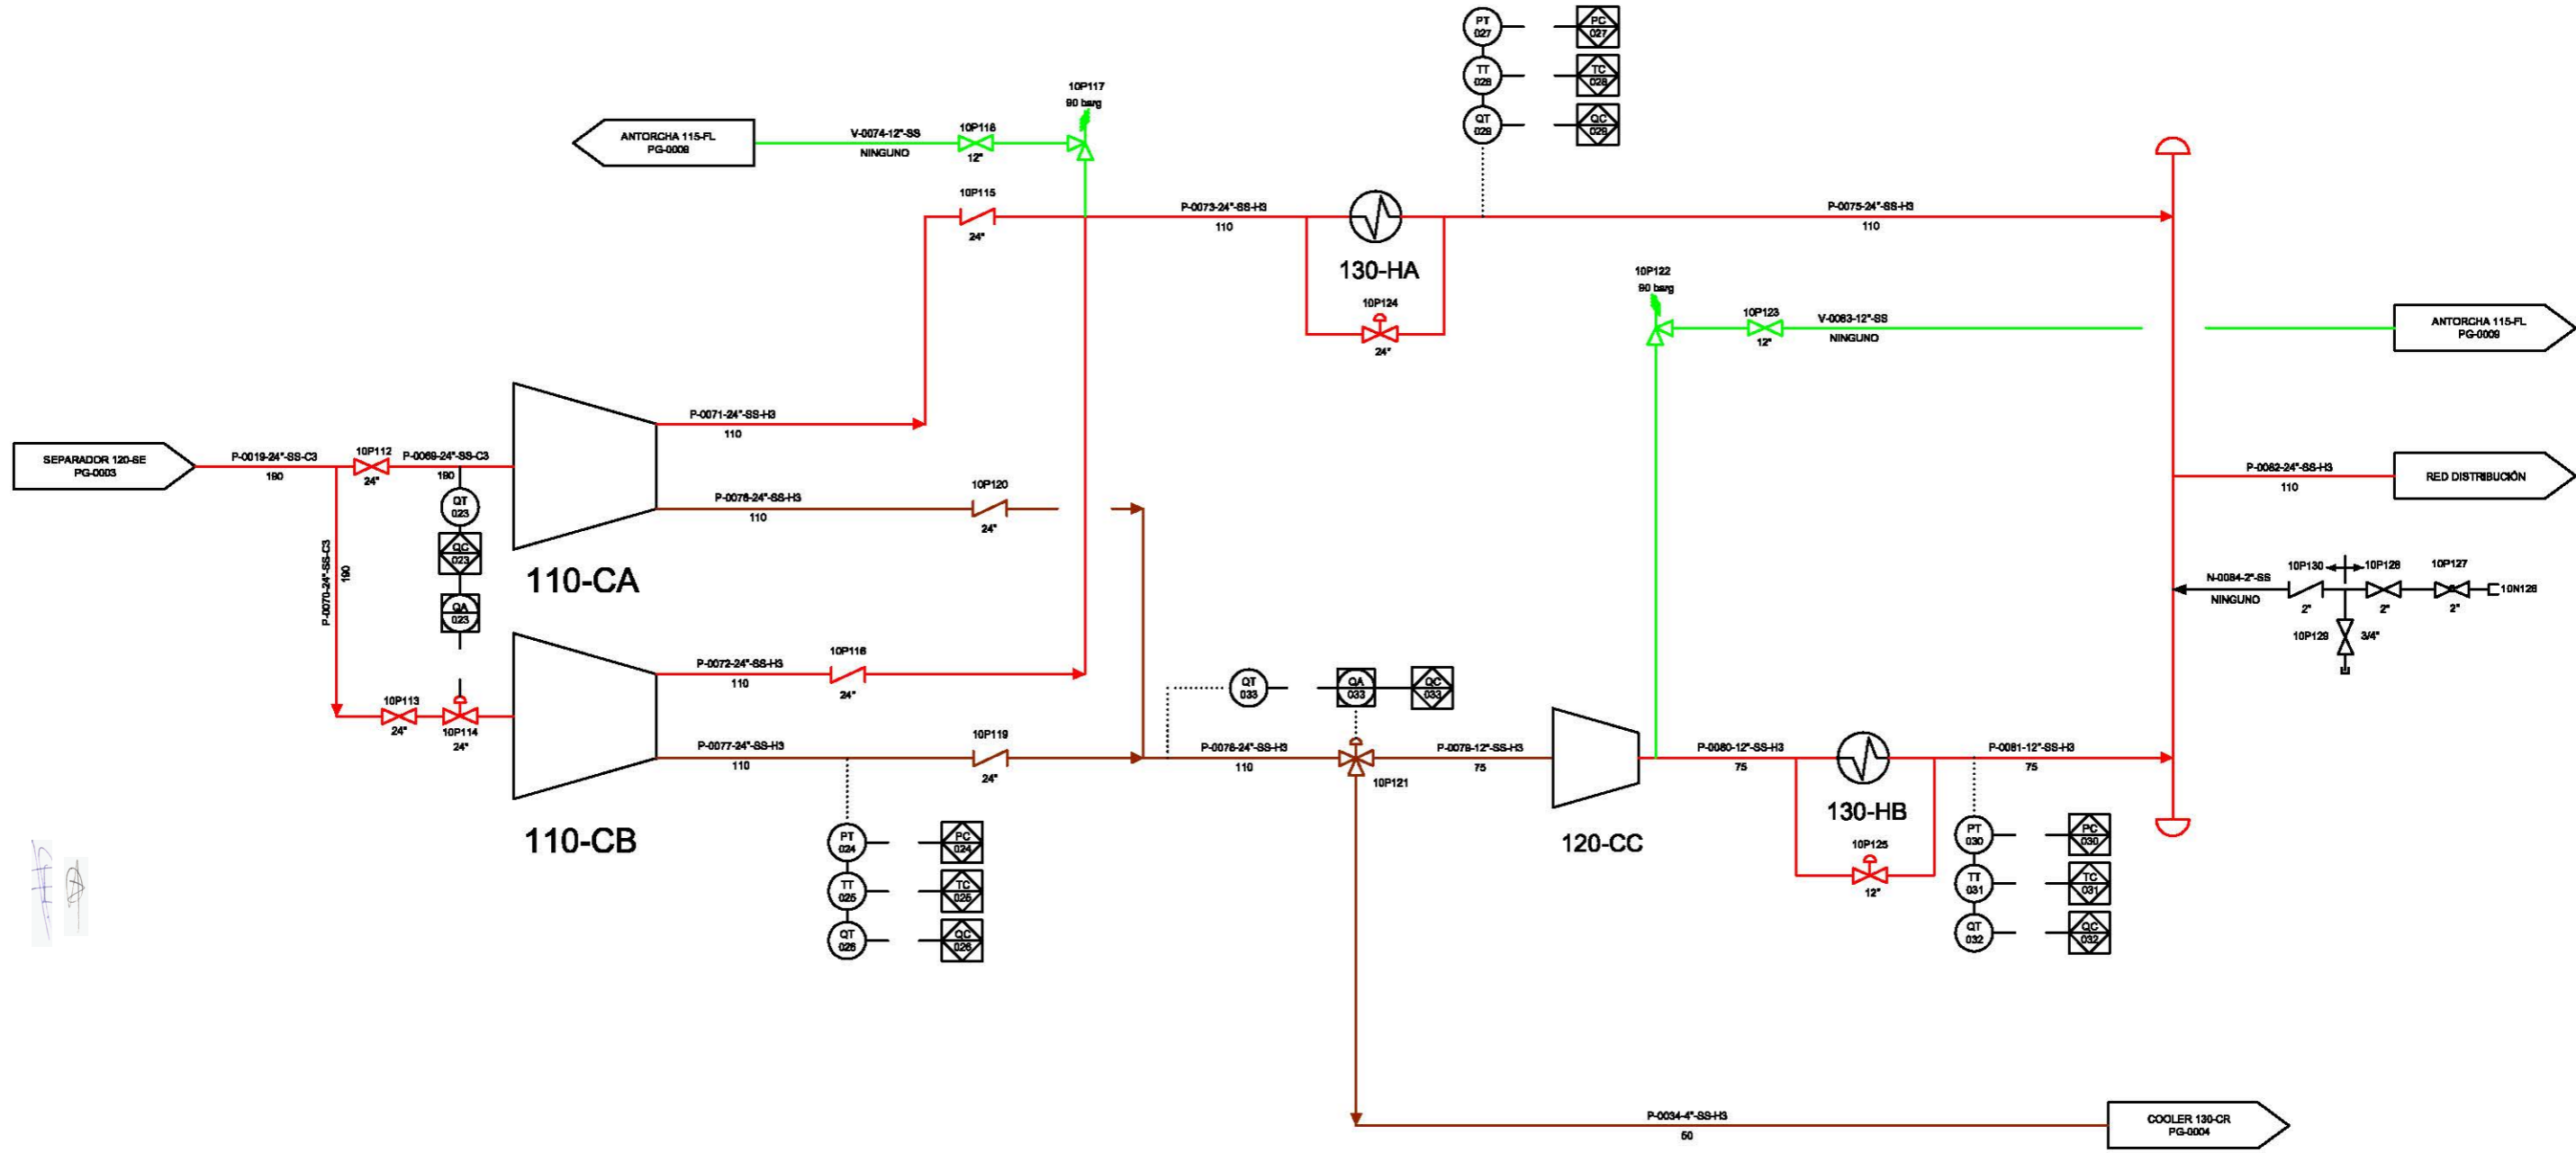 PT
027
PC
027
TT
028
TC
028
QT
029
QC
029
10P117
90 barg
ANTORCHA 115-FL
PG-0009
V-0074-12"-SS
NINGUNO
10P118
12"
10P115
24"
P-0073-24"-SS-H3
110
130-HA
10P124
24"
P-0075-24"-SS-H3
110
10P122
90 barg
10P123
12"
V-0083-12"-SS
NINGUNO
ANTORCHA 115-FL
PG-0009
SEPARADOR 120-SE
PG-0003
P-0019-24"-SS-C3
190
10P112
24"
P-0069-24"-SS-C3
190
P-0071-24"-SS-H3
110
P-0076-24"-SS-H3
110
10P120
24"
QT
023
QC
023
QA
023
P-0070-24"-SS-C3
190
110-CA
P-0082-24"-SS-H3
110
RED DISTRIBUCIÓN
N-0084-2"-SS
NINGUNO
10P130
2"
10P128
2"
10P127
2"
10N126
10P129
3/4"
10P113
24"
10P114
24"
P-0072-24"-SS-H3
110
10P116
24"
P-0077-24"-SS-H3
110
10P119
24"
110-CB
QT
033
QA
033
QC
033
P-0078-24"-SS-H3
110
10P121
P-0079-12"-SS-H3
75
120-CC
P-0080-12"-SS-H3
75
130-HB
10P125
12"
P-0081-12"-SS-H3
75
PT
024
PC
024
TT
025
TC
025
QT
026
QC
026
PT
030
PC
030
TT
031
TC
031
QT
032
QC
032
P-0034-4"-SS-H3
50
COOLER 130-CR
PG-0004